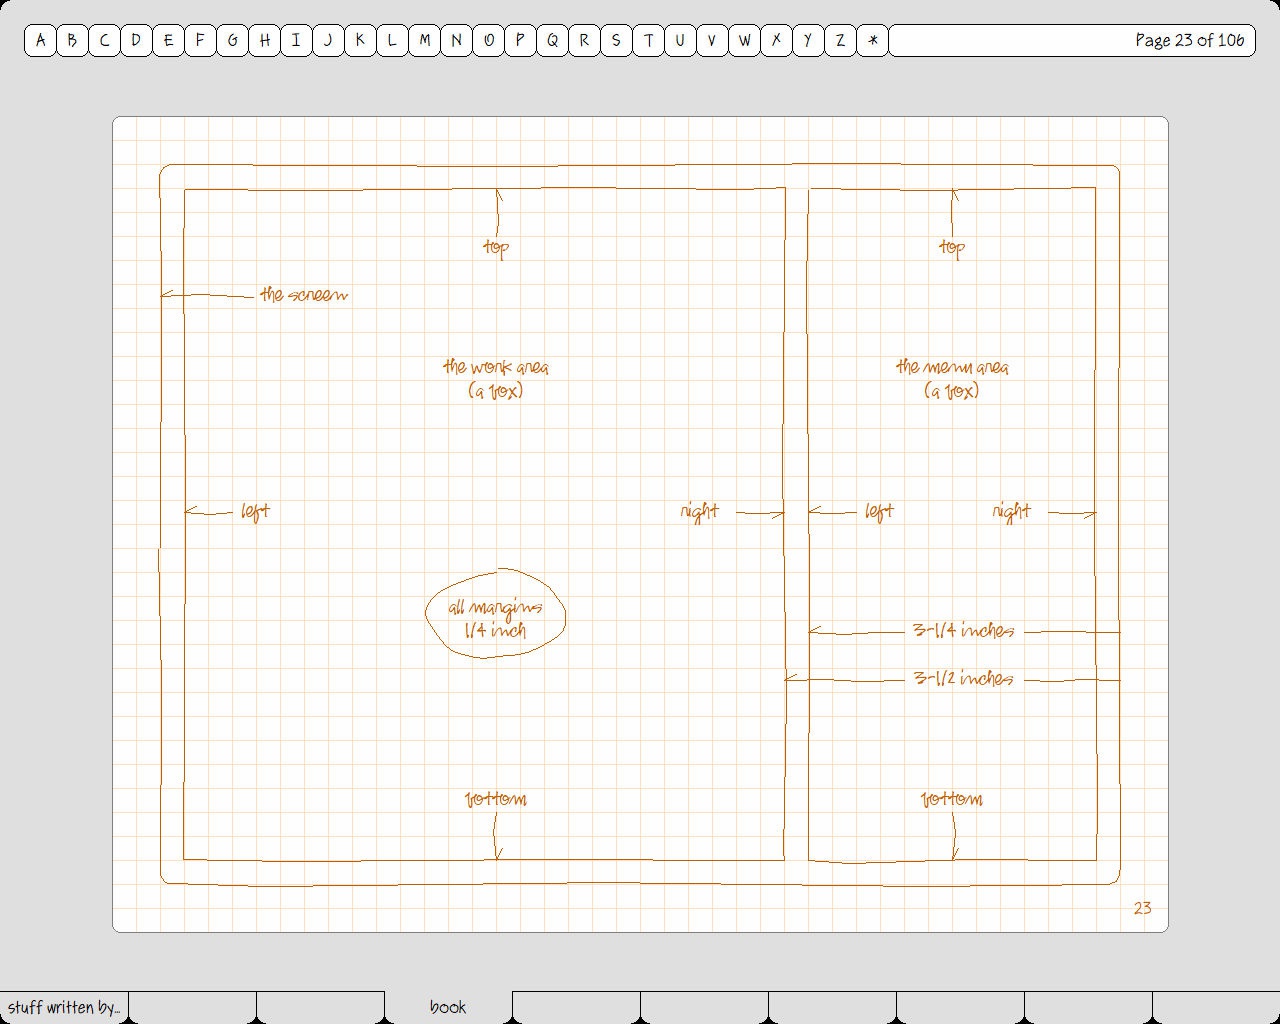 A B C D E F G H I J K L M N O P Q R S T U V W X Y Z * Page 23 of 106
top top
the screen
the work area the menu area
(a box) (a box)
left right left right
all margins
1/4 inch
3-1/4 inches
3-1/2 inches
bottom bottom
23
stuff written by... book